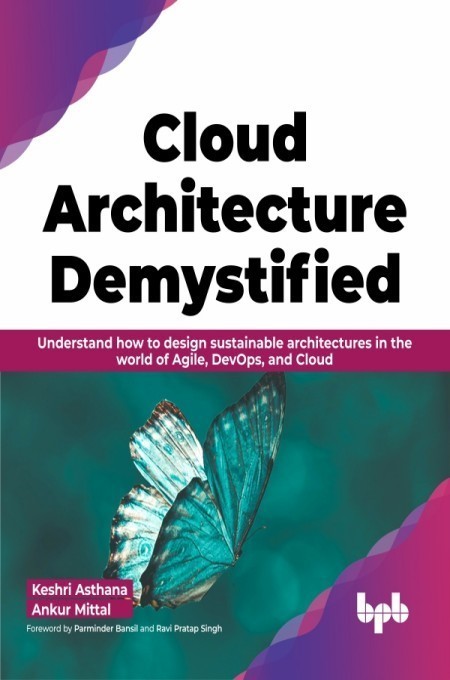 Cloud
Architecture
Demystified
Understand how to design sustainable architectures in the
world of Agile, DevOps, and Cloud
Keshri Asthana
Ankur Mittal
Foreword by Parminder Bansil and Ravi Pratap Singh
bpb